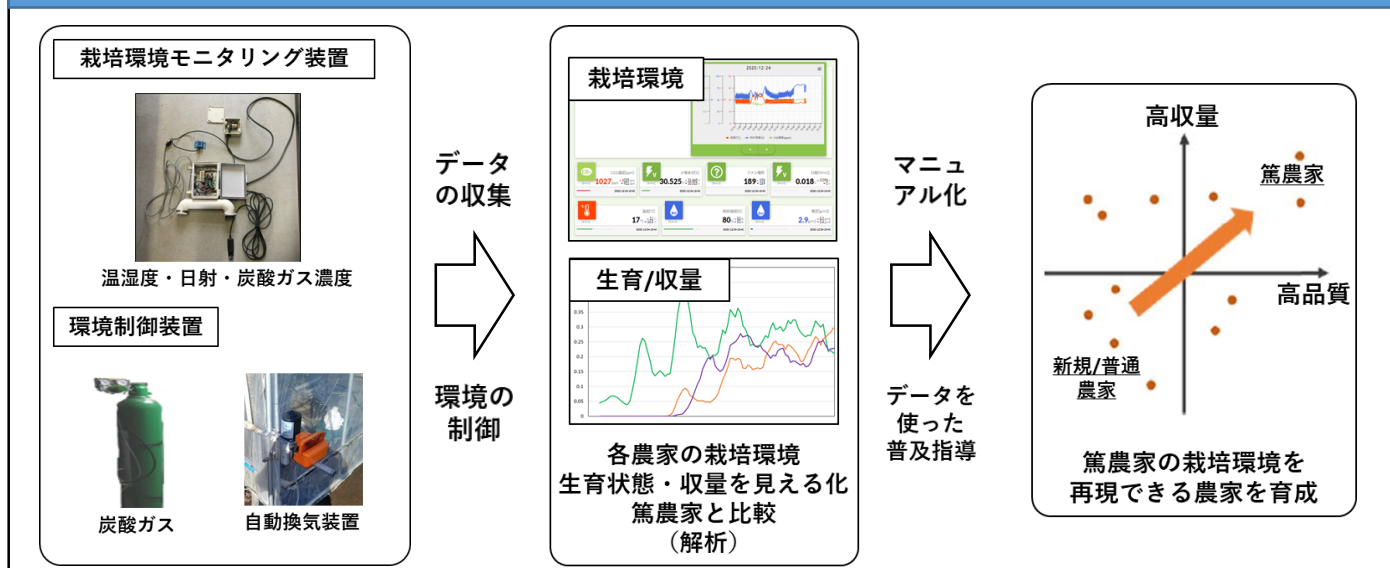 栽培環境モニタリング装置
温湿度・日射・炭酸ガス濃度
環境制御装置
炭酸ガス
自動換気装置
データ
の収集
環境の
制御
栽培環境
2020/12/24
1027
30.525
189
0.018
17
80
2.9
生育/収量
0.35
0.3
0.25
0.2
0.15
0.1
0.05
0
各農家の栽培環境
生育状態・収量を見える化
篤農家と比較
（解析）
マニュ
アル化
データを
使った
普及指導
高収量
篤農家
高品質
新規/普通
農家
篤農家の栽培環境を
再現できる農家を育成